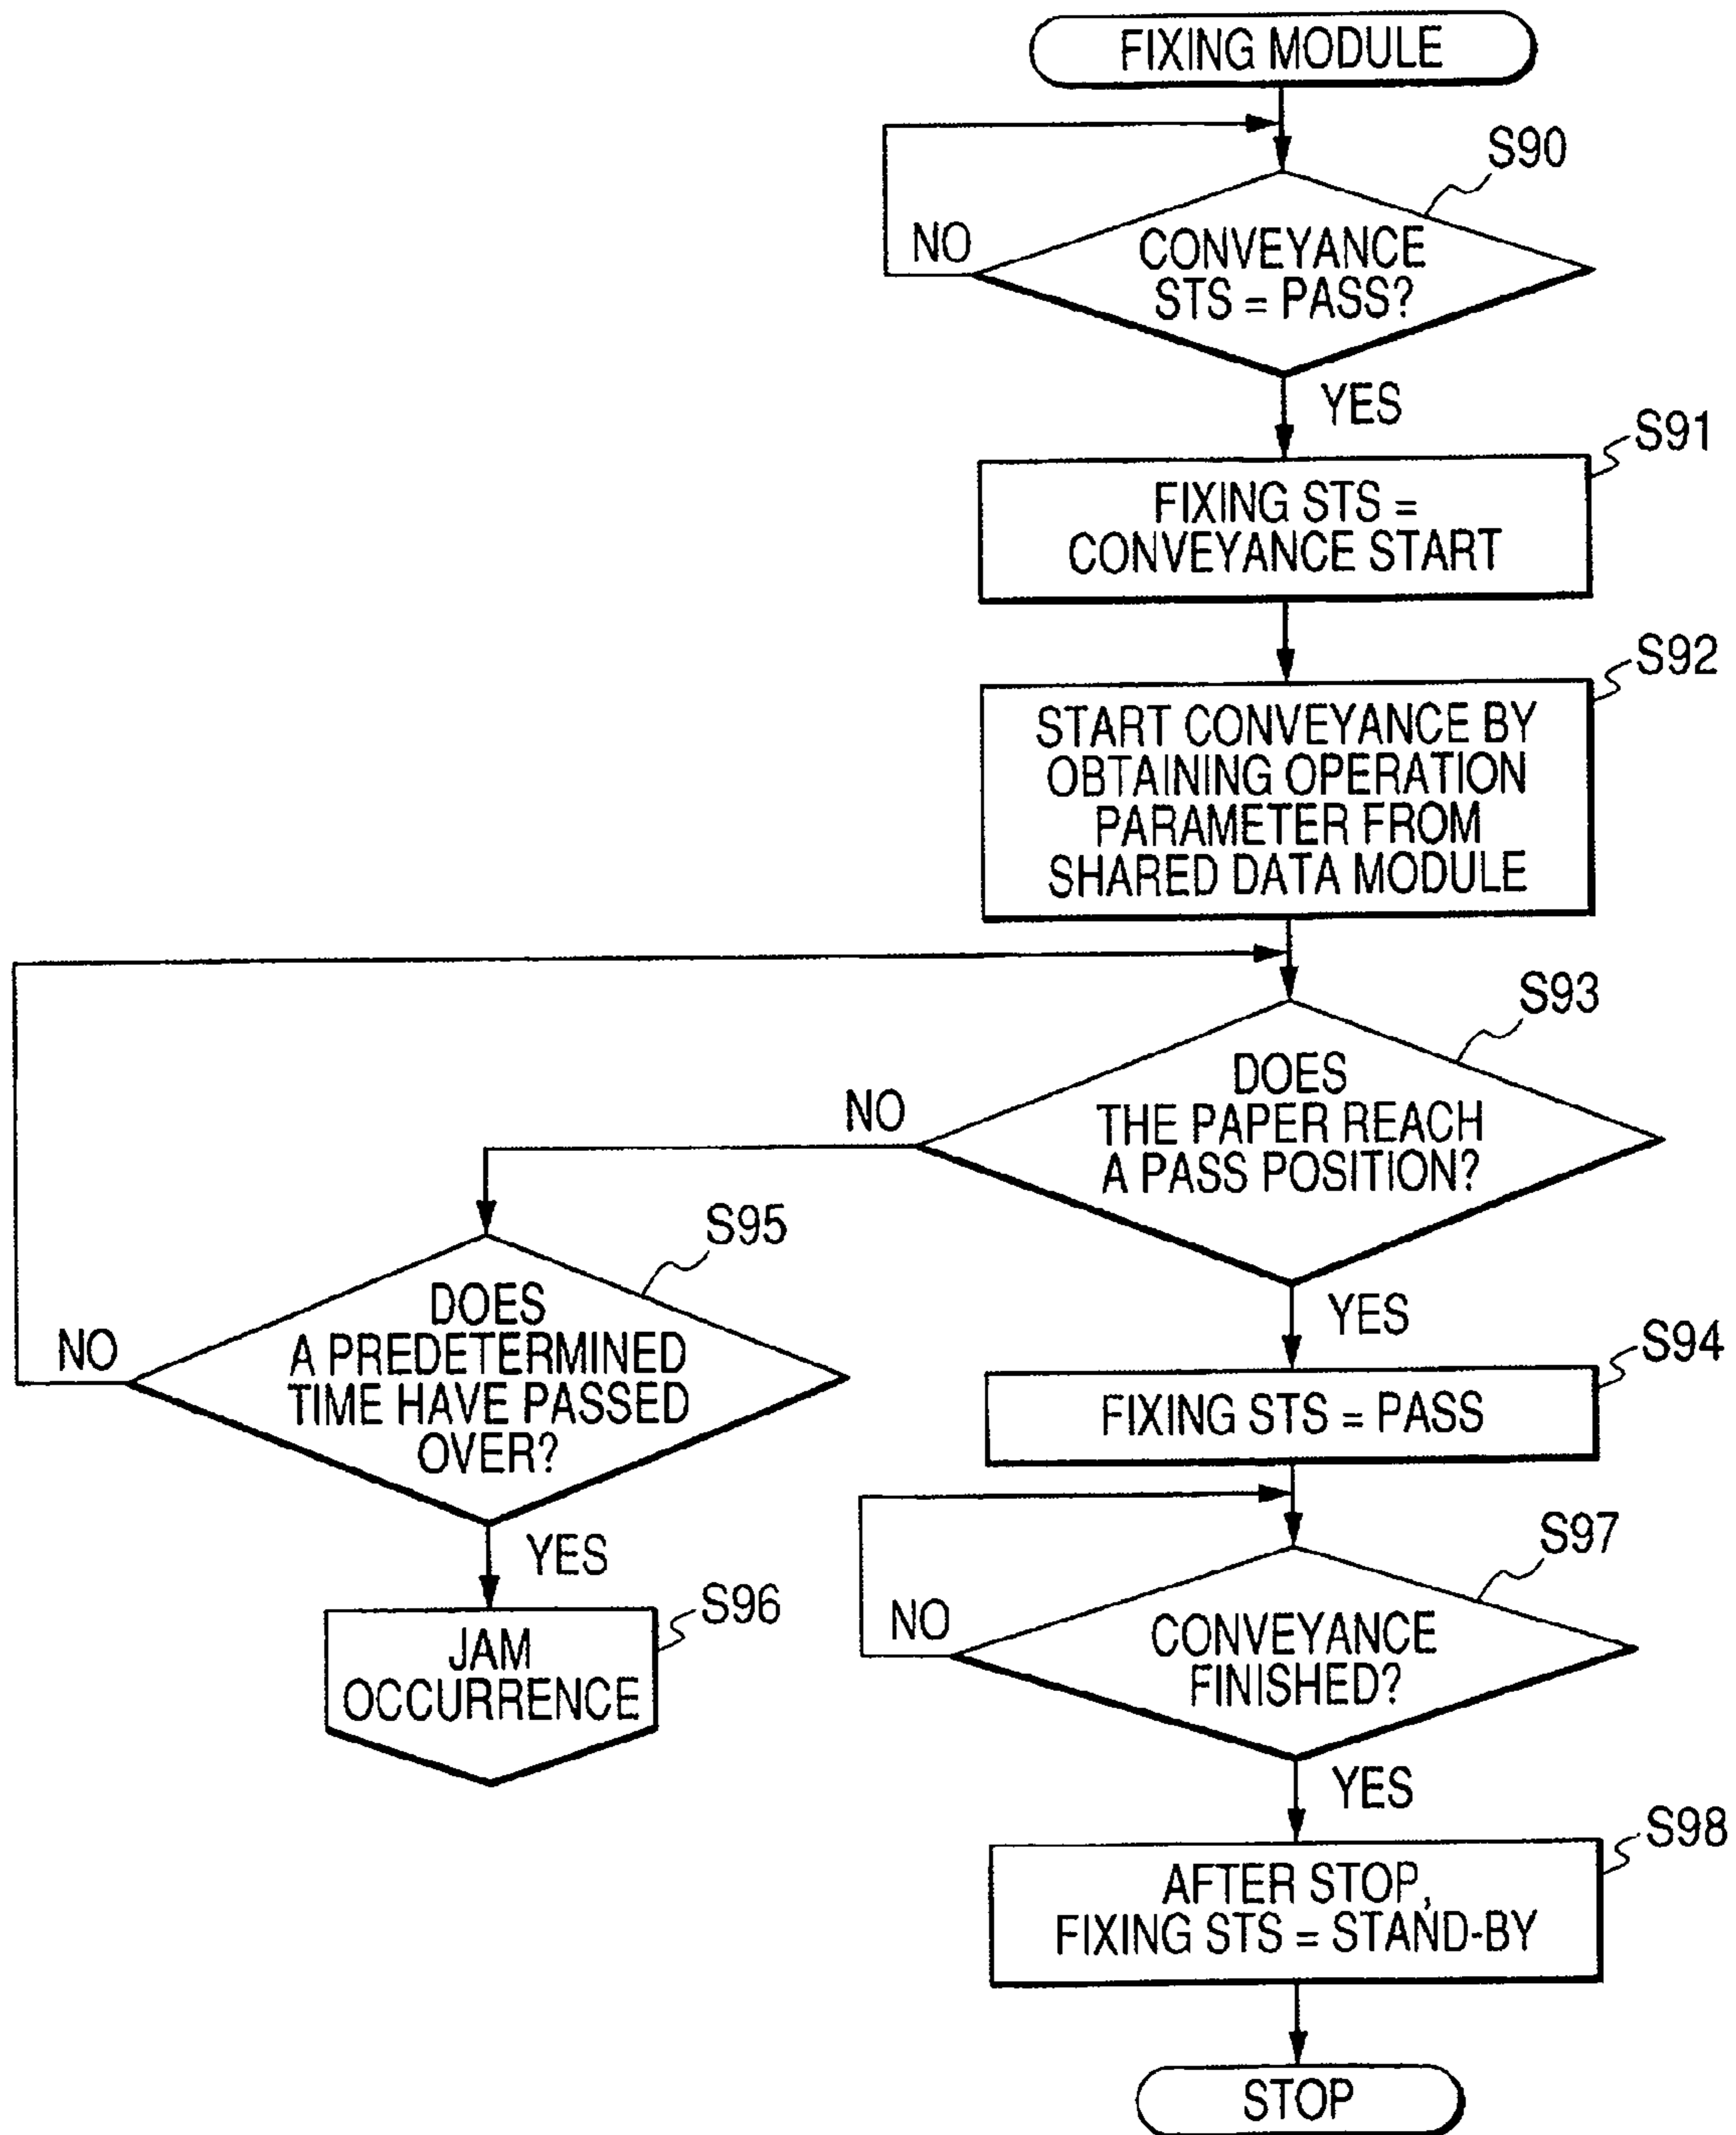 FIXING MODULE
S90
NO
CONVEYANCE
STS = PASS?
YES
S91
FIXING STS =
CONVEYANCE START
S92
START CONVEYANCE BY
OBTAINING OPERATION
PARAMETER FROM
SHARED DATA MODULE
S93
NO
DOES
THE PAPER REACH
A PASS POSITION?
S95
NO
DOES
A PREDETERMINED
TIME HAVE PASSED
OVER?
YES
S96
JAM
OCCURRENCE
YES
S94
FIXING STS = PASS
S97
NO
CONVEYANCE
FINISHED?
YES
S98
AFTER STOP,
FIXING STS = STAND-BY
STOP